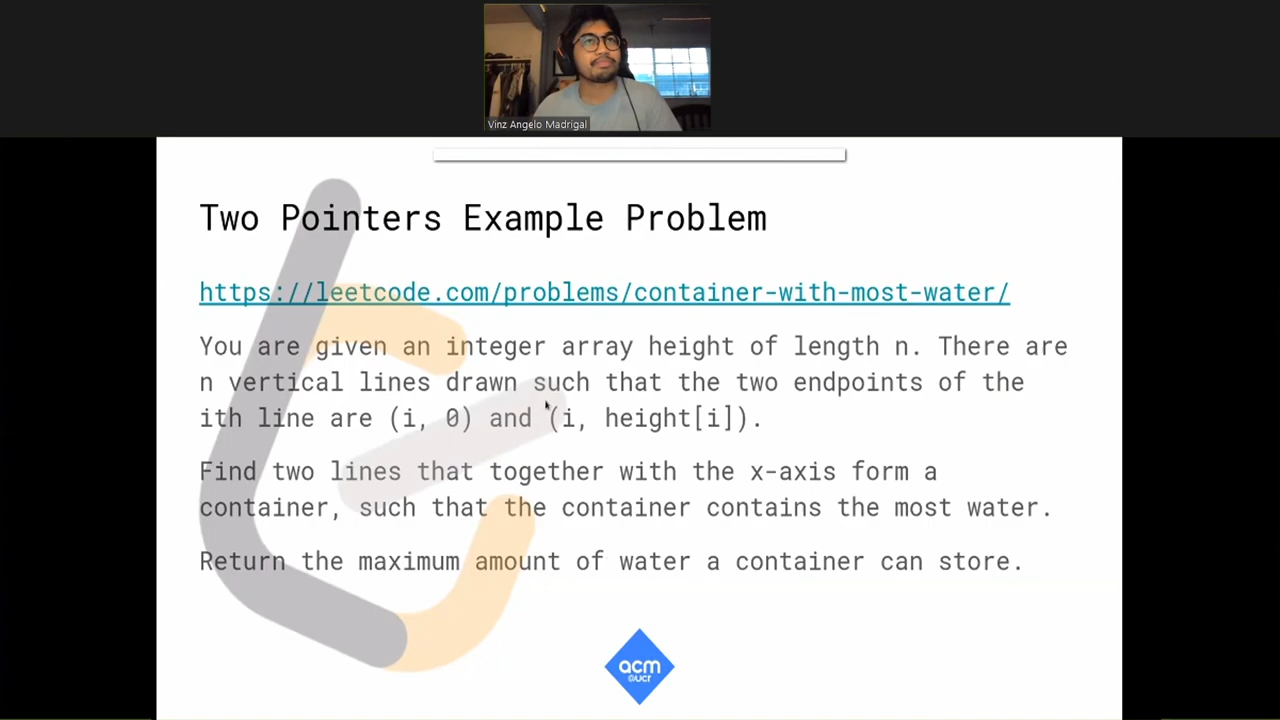 Vinz Angelo Madrigal
Two Pointers Example Problem
https://leetcode.com/problems/container-with-most-water/
You are given an integer array height of length n. There are
n vertical lines drawn such that the two endpoints of the
ith line are (i, 0) and (i, height[i]).
Find two lines that together with the x-axis form a
container, such that the container contains the most water.
Return the maximum amount of water a container can store.
acm
@UCR